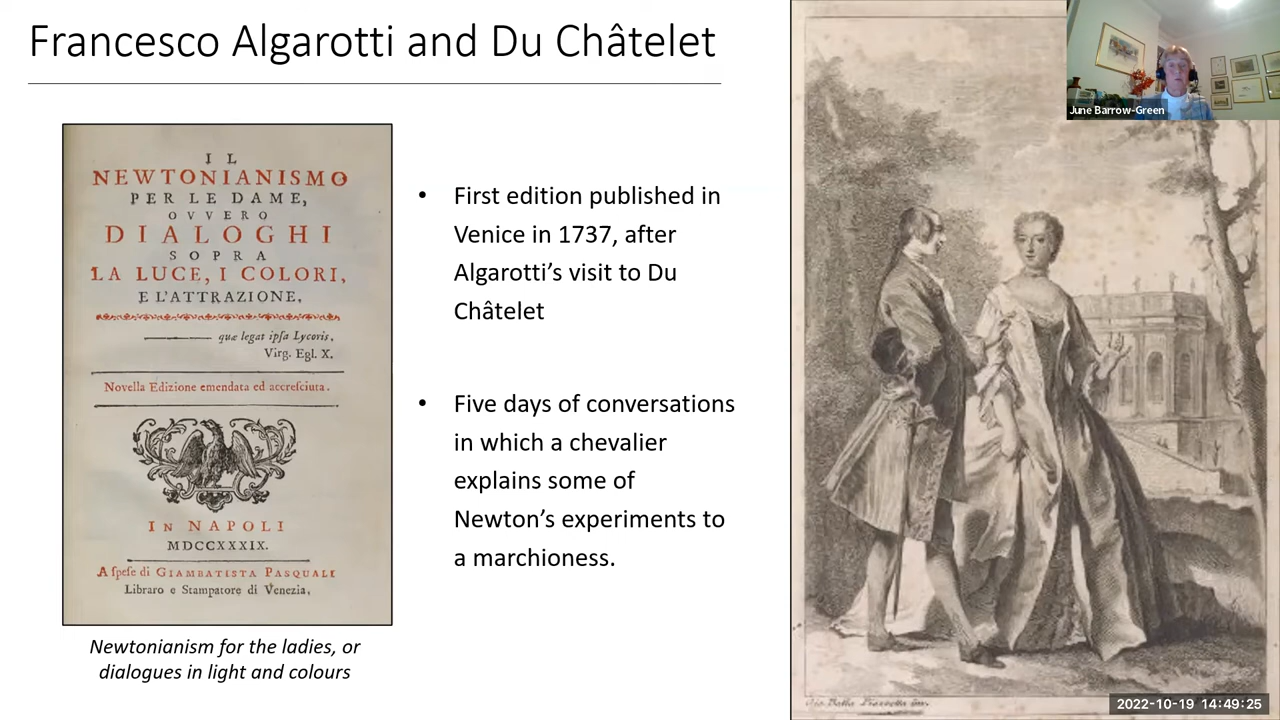 Francesco Algarotti and Du Châtelet
IL
NEWTONIANISMO
PER LE DAME,
OVVERO
DIALOGHI
SOPRA
LA LUCE, I COLORI,
E L'ATTRAZIONE.
quæ legat ipſa Lycoris.
Virg. Egl. X.
Novella Edizione emendata ed accreſciuta.
IN NAPOLI
MDCCXXXIX.
A ſpeſe di GIAMBATISTA PASQUALI
Libraro e Stampatore di Venezia,
Newtonianism for the ladies, or
dialogues in light and colours
• First edition published in
Venice in 1737, after
Algarotti’s visit to Du
Châtelet
• Five days of conversations
in which a chevalier
explains some of
Newton’s experiments to
a marchioness.
June Barrow-Green
inv.
2022-10-19 14:49:25